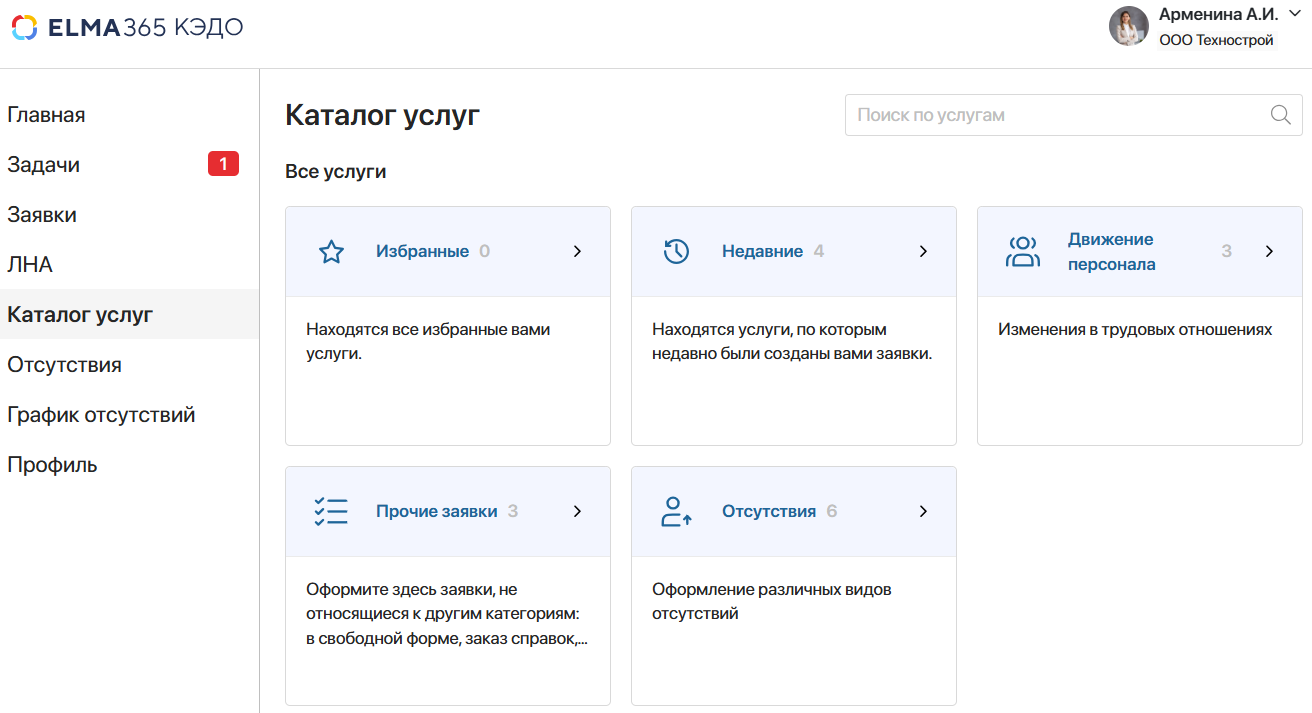 ELMA365 КЭДО
Арменина А.И.
ООО Технострой
Главная
Задачи 1
Заявки
ЛНА
Каталог услуг
Отсутствия
График отсутствий
Профиль
Каталог услуг
Поиск по услугам
Все услуги
Избранные 0
Находятся все избранные вами
услуги.
Недавние 4
Находятся услуги, по которым
недавно были созданы вами заявки.
Движение
персонала 3
Изменения в трудовых отношениях
Прочие заявки 3
Оформите здесь заявки, не
относящиеся к другим категориям:
в свободной форме, заказ справок,...
Отсутствия 6
Оформление различных видов
отсутствий